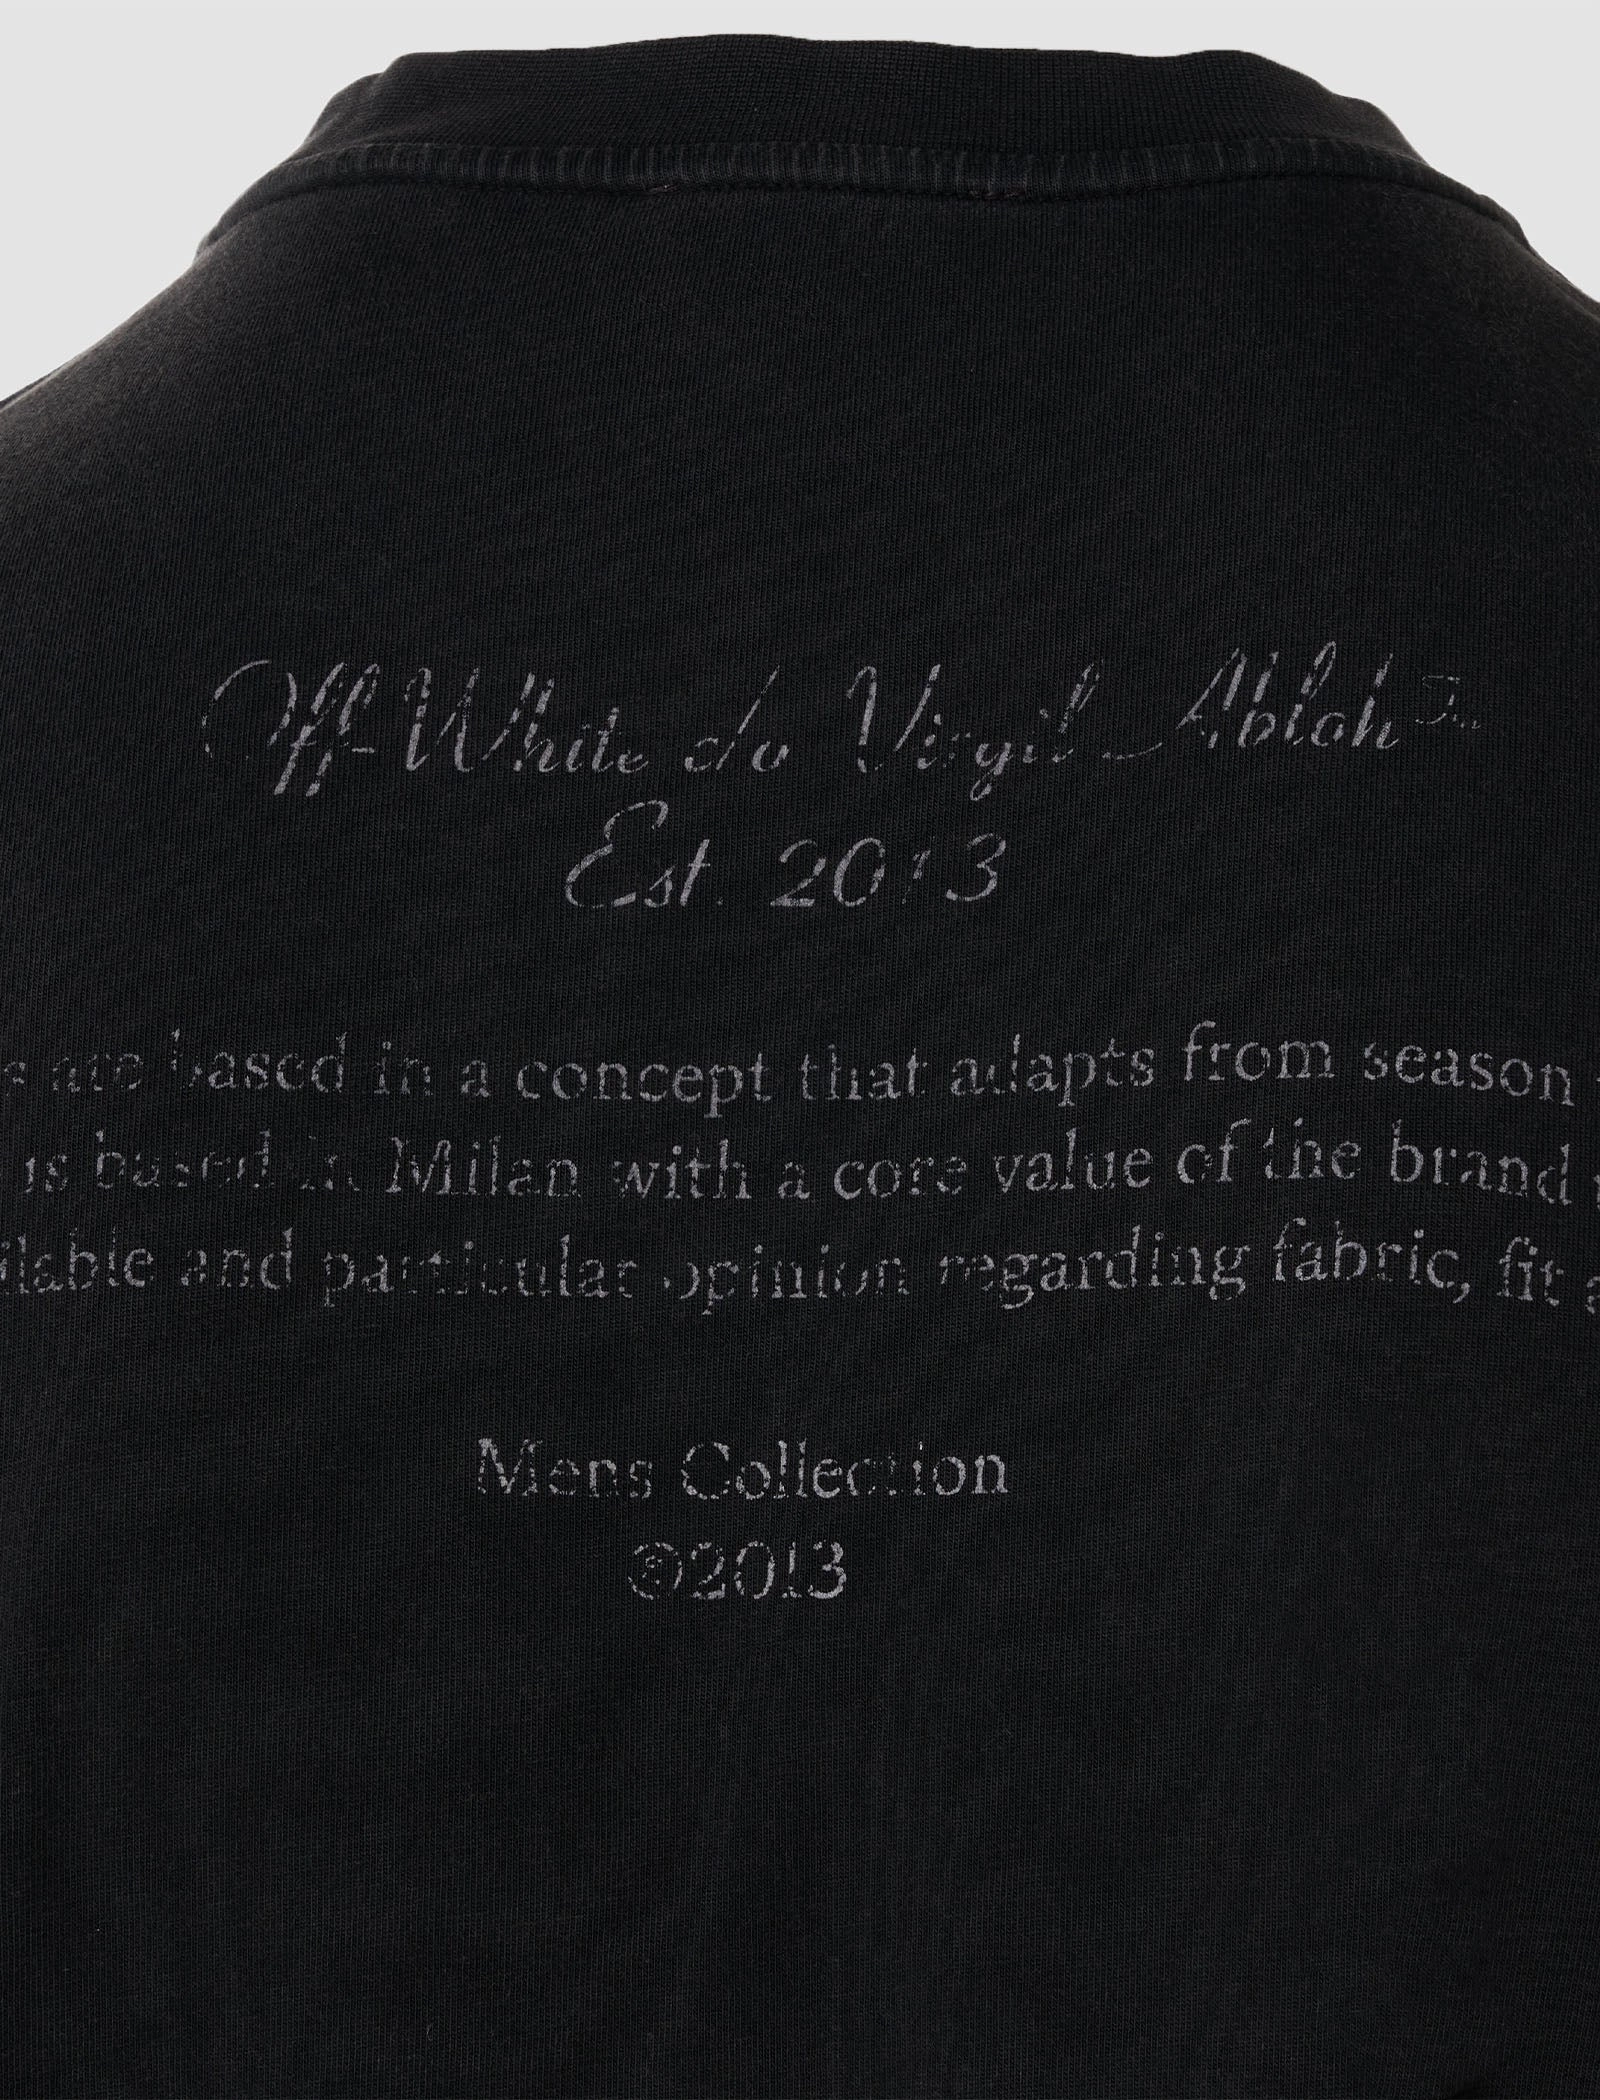 Off-White c/o Virgil Abloh™
Est. 2013
are based in a concept that adapts from season
is based in Milan with a core value of the brand
and particular opinion regarding fabric, fit
Mens Collection
©2013